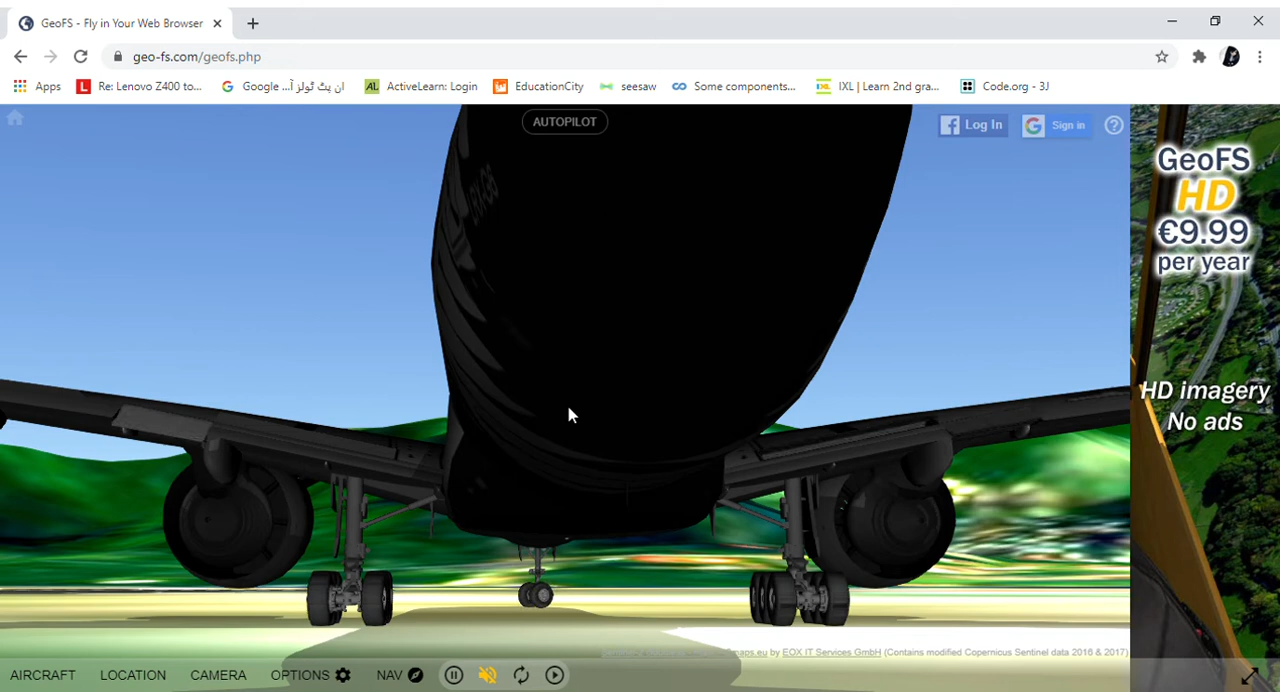 GeoFS - Fly in Your Web Browser
geo-fs.com/geofs.php
Apps
Re: Lenovo Z400 to...
Google ...ان پٹ ٹولز آ
ActiveLearn: Login
EducationCity
seesaw
Some components...
IXL | Learn 2nd gra...
Code.org - 3J
AUTOPILOT
Log In
Sign in
GeoFS
HD
€9.99
per year
HD imagery
No ads
by EOX IT Services GmbH (Contains modified Copernicus Sentinel data 2016 & 2017)
AIRCRAFT
LOCATION
CAMERA
OPTIONS
NAV